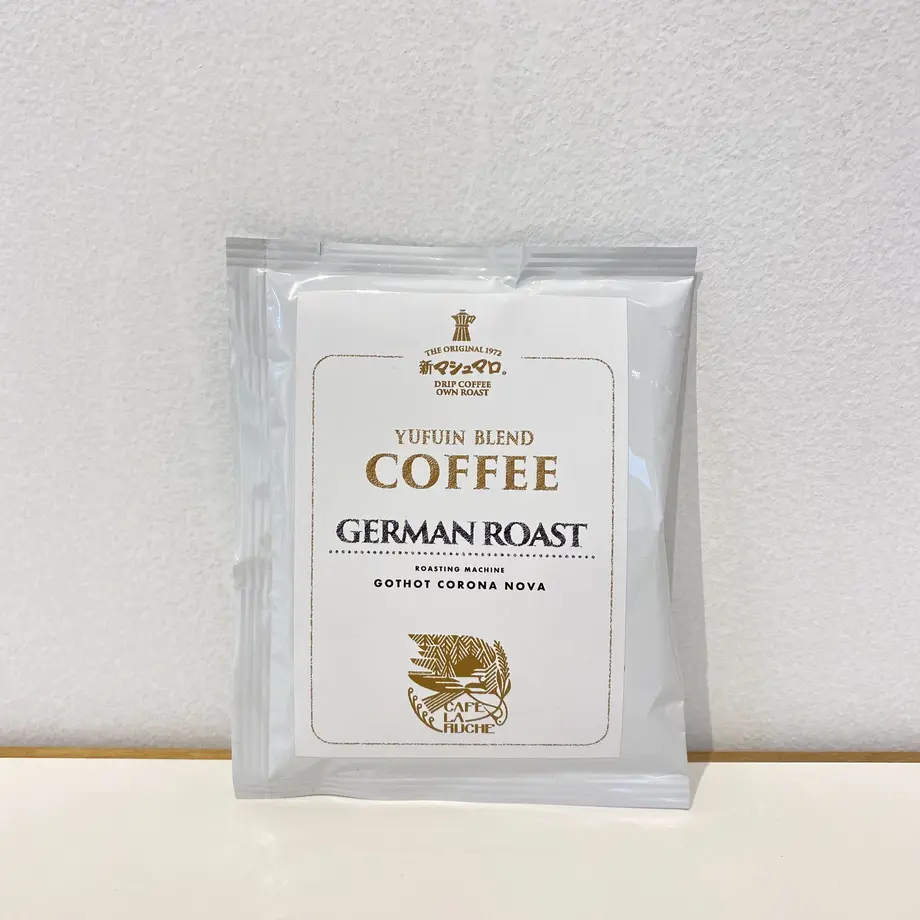 THE ORIGINAL 1972
新マシュマロ。
DRIP COFFEE
OWN ROAST
YUFUIN BLEND
COFFEE
GERMAN ROAST
ROASTING MACHINE
GOTHOT CORONA NOVA
CAFE
LA
RUCHE